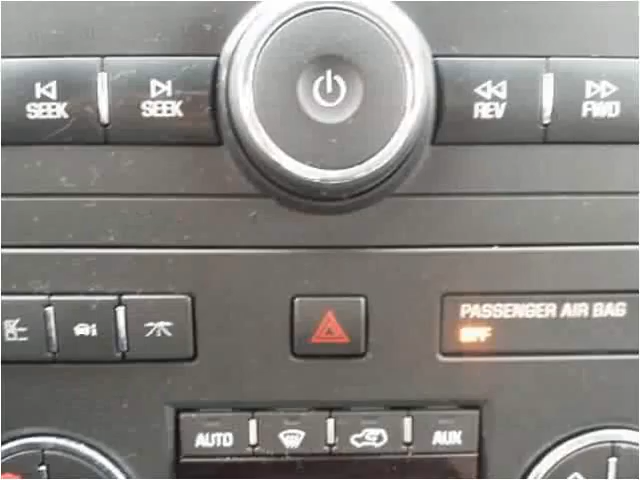 SEEK SEEK REV FWD
PASSENGER AIR BAG
OFF
AUTO AUX